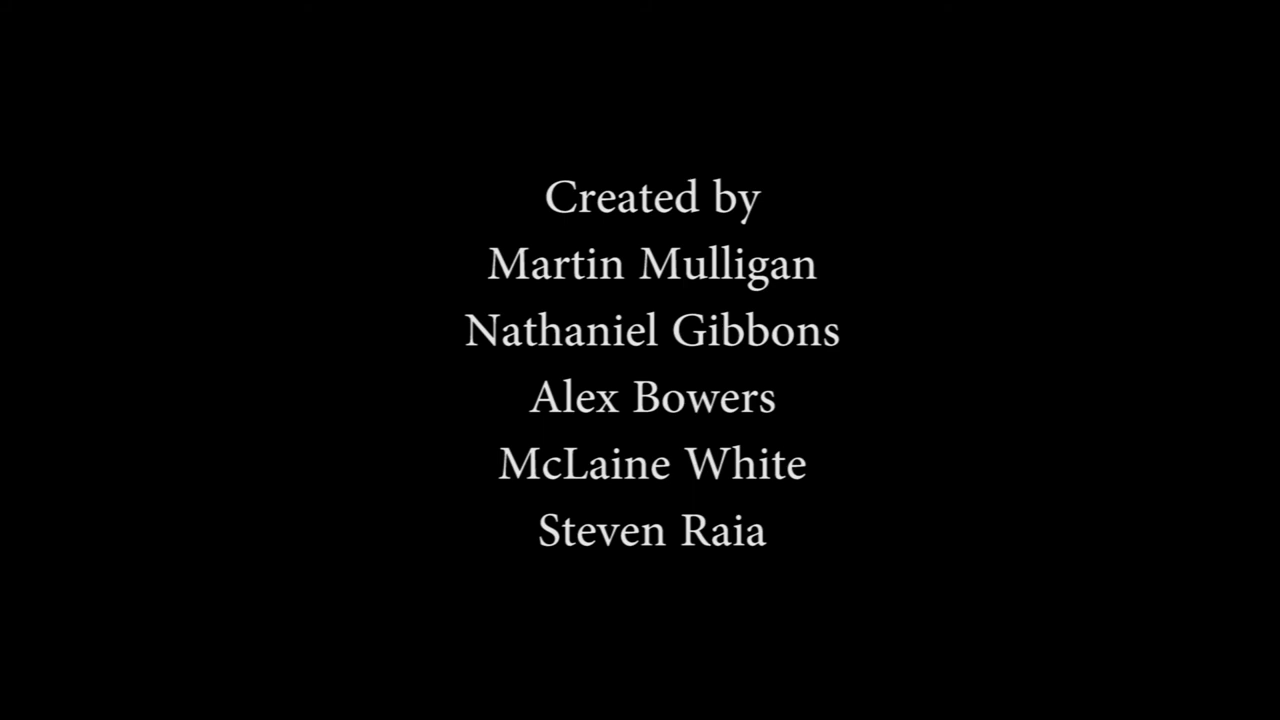 Created by
Martin Mulligan
Nathaniel Gibbons
Alex Bowers
McLaine White
Steven Raia